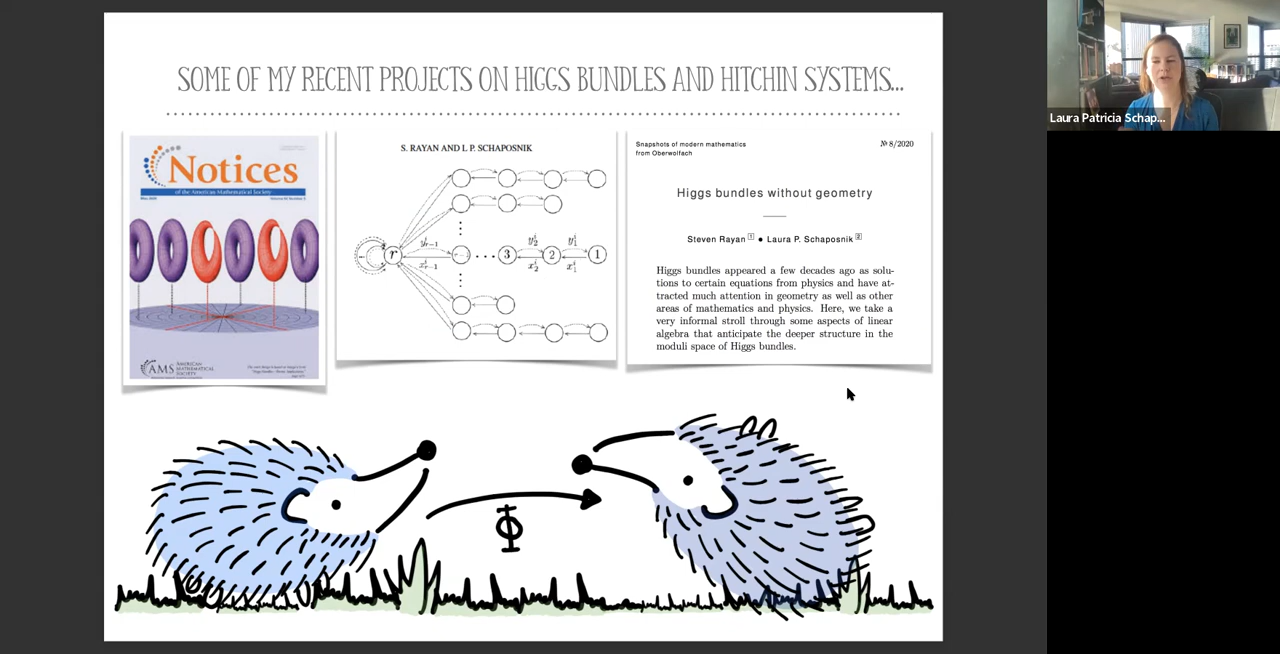 SOME OF MY RECENT PROJECTS ON HIGGS BUNDLES AND HITCHIN SYSTEMS...
Laura Patricia Schap...
Notices
of the American Mathematical Society
AMS AMERICAN
MATHEMATICAL
SOCIETY
S. RAYAN AND L. P. SCHAPOSNIK
r
3
2
1
Snapshots of modern mathematics
from Oberwolfach
№ 8/2020
Higgs bundles without geometry
Steven Rayan 1 • Laura P. Schaposnik 2
Higgs bundles appeared a few decades ago as solu-
tions to certain equations from physics and have at-
tracted much attention in geometry as well as other
areas of mathematics and physics. Here, we take a
very informal stroll through some aspects of linear
algebra that anticipate the deeper structure in the
moduli space of Higgs bundles.
Φ